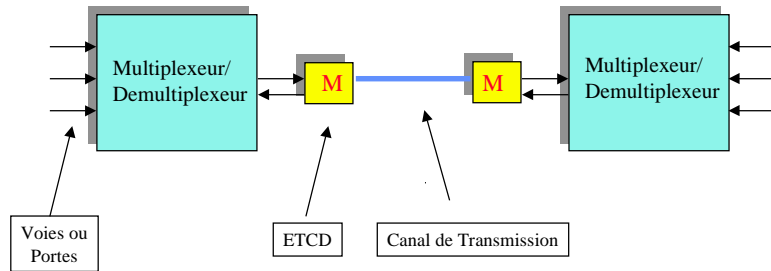 Multiplexeur/
Demultiplexeur
M
M
Multiplexeur/
Demultiplexeur
Voies ou
Portes
ETCD
Canal de Transmission